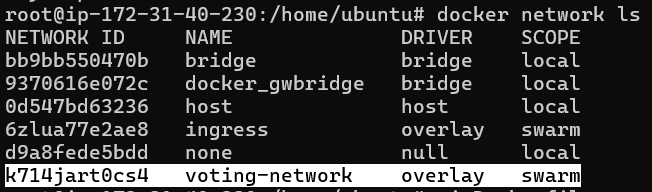 root@ip-172-31-40-230:/home/ubuntu# docker network ls
NETWORK ID     NAME              DRIVER    SCOPE
bb9bb550470b   bridge            bridge    local
9370616e072c   docker_gwbridge   bridge    local
0d547bd63236   host              host      local
6zlua77e2ae8   ingress           overlay   swarm
d9a8fede5bdd   none              null      local
k714jart0cs4   voting-network    overlay   swarm